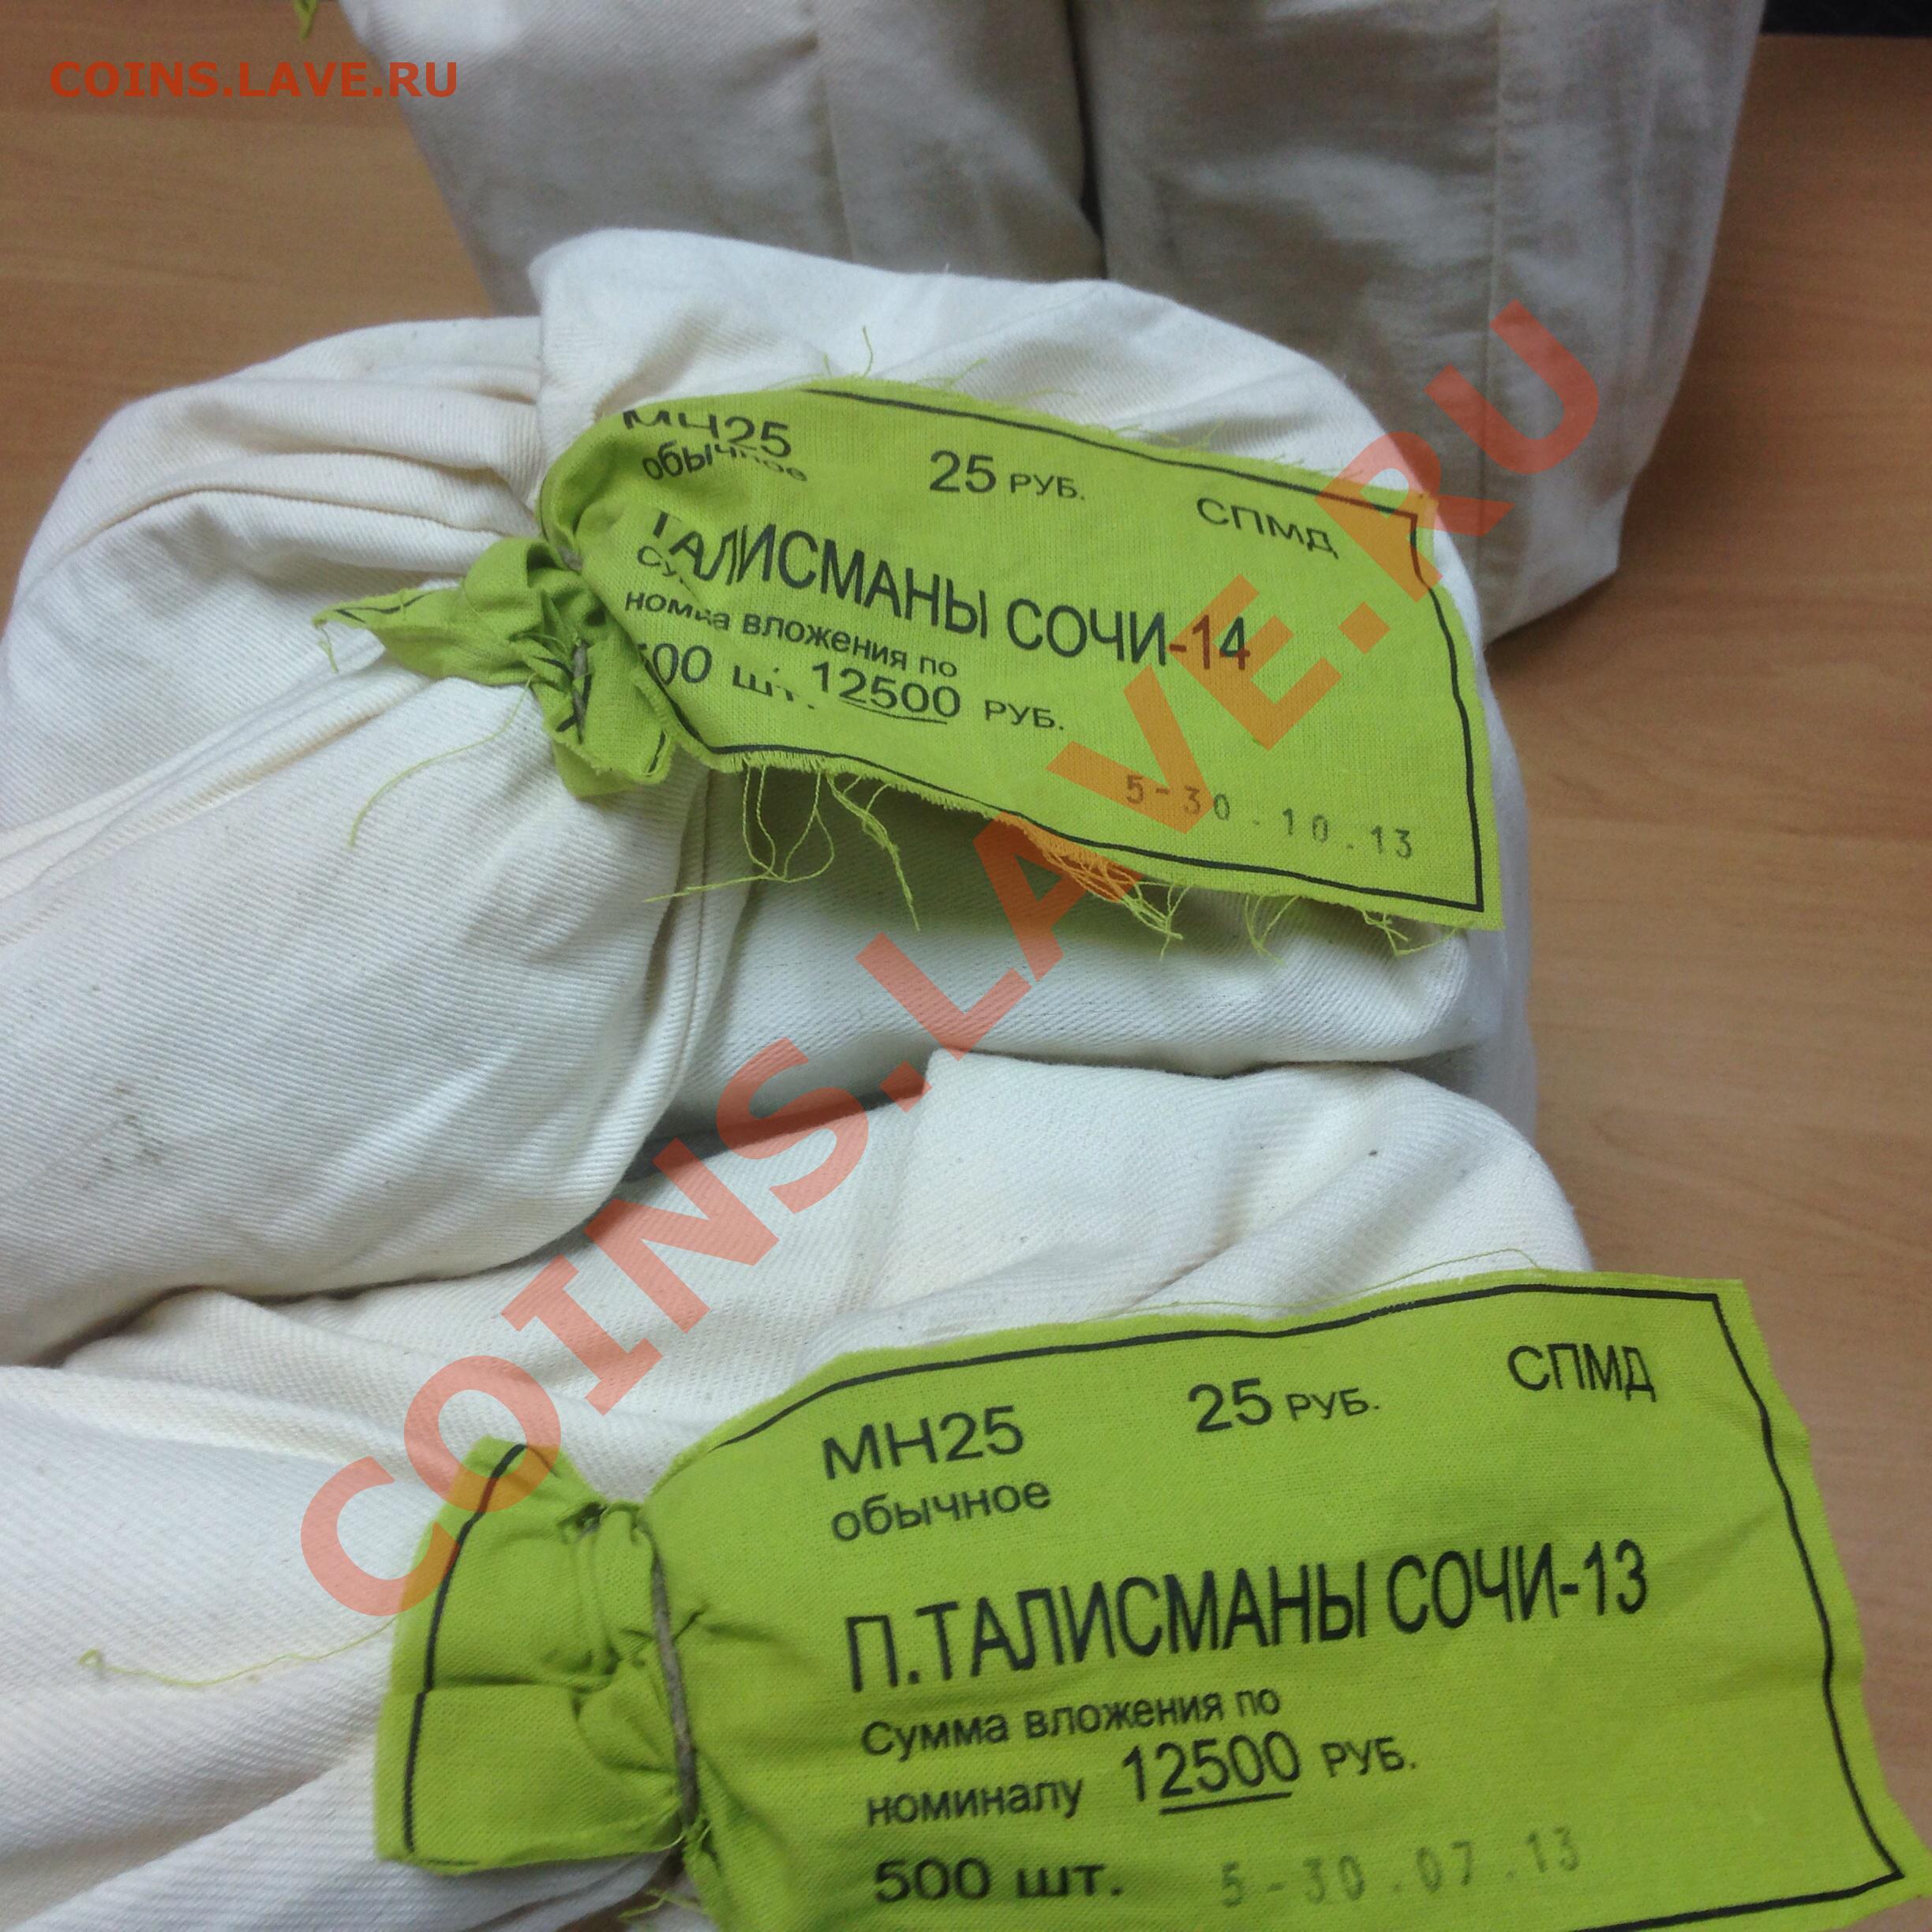 COINS.LAVE.RU
МН25 25 РУБ. СПМД
обычное
ТАЛИСМАНЫ СОЧИ-14
вложения по
12500 РУБ.
шт.
5-30.10.13
COINS.LAVE.RU
МН25 25 РУБ. СПМД
обычное
П.ТАЛИСМАНЫ СОЧИ-13
Сумма вложения по
номиналу 12500 РУБ.
500 шт. 5-30.07.13